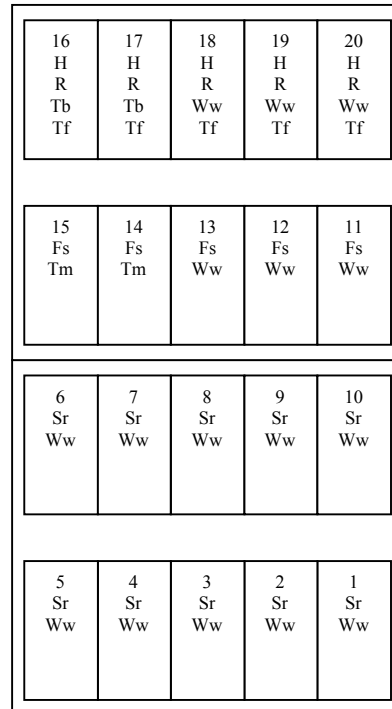 16 17 18 19 20
H H H H H
R R R R R
Tb Tb Ww Ww Ww
Tf Tf Tf Tf Tf
15 14 13 12 11
Fs Fs Fs Fs Fs
Tm Tm Ww Ww Ww
6 7 8 9 10
Sr Sr Sr Sr Sr
Ww Ww Ww Ww Ww
5 4 3 2 1
Sr Sr Sr Sr Sr
Ww Ww Ww Ww Ww